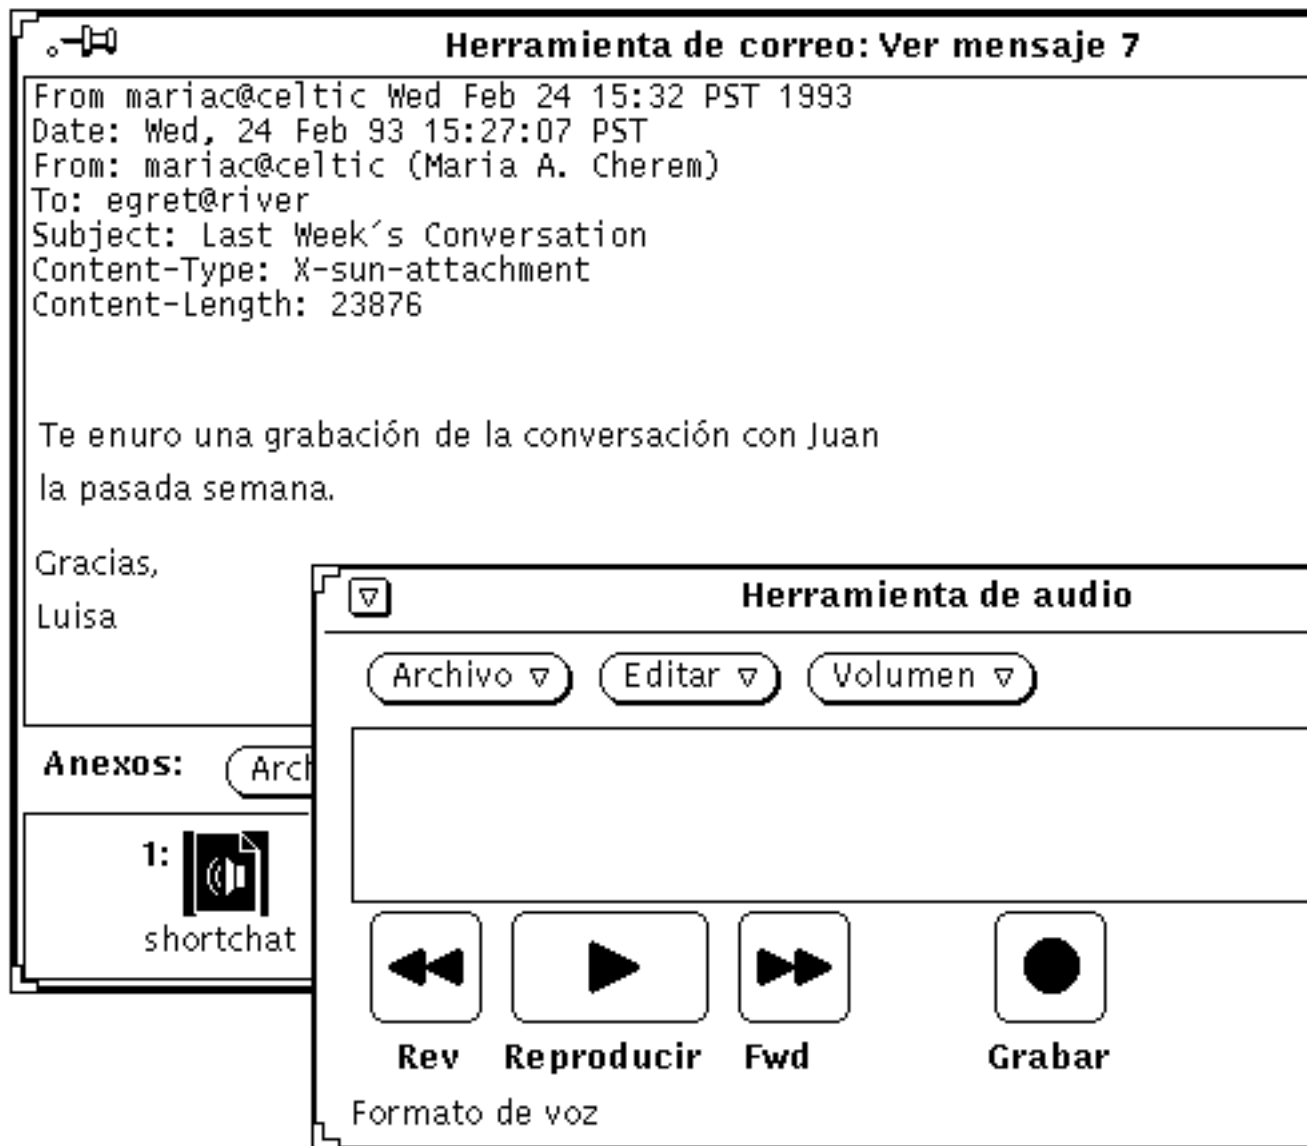 Herramienta de correo: Ver mensaje 7
From mariac@celtic Wed Feb 24 15:32 PST 1993
Date: Wed, 24 Feb 93 15:27:07 PST
From: mariac@celtic (Maria A. Cherem)
To: egret@river
Subject: Last Week´s Conversation
Content-Type: X-sun-attachment
Content-Length: 23876
Te enuro una grabación de la conversación con Juan
la pasada semana.
Gracias,
Luisa
Anexos: Arch
1:
shortchat
Herramienta de audio
Archivo Editar Volumen
Rev Reproducir Fwd Grabar
Formato de voz